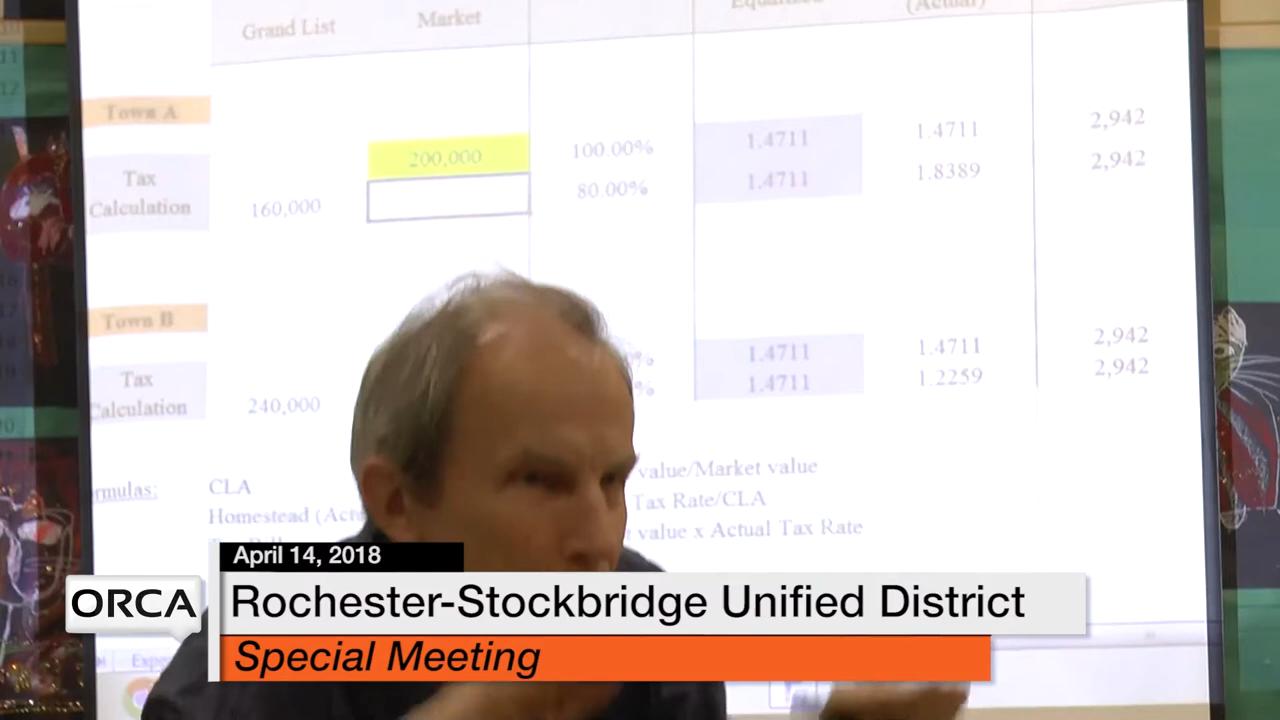 Grand List Market Equalized (Actual)
Town A
200,000 100.00% 1.4711 1.4711 2,942
Tax
Calculation 160,000 80.00% 1.4711 1.8389 2,942
Town B
1.4711 1.4711 2,942
Tax
Calculation 240,000 1.4711 1.2259 2,942
CLA value/Market value
Homestead Tax Rate/CLA
value x Actual Tax Rate
April 14, 2018
ORCA
Rochester-Stockbridge Unified District
Special Meeting